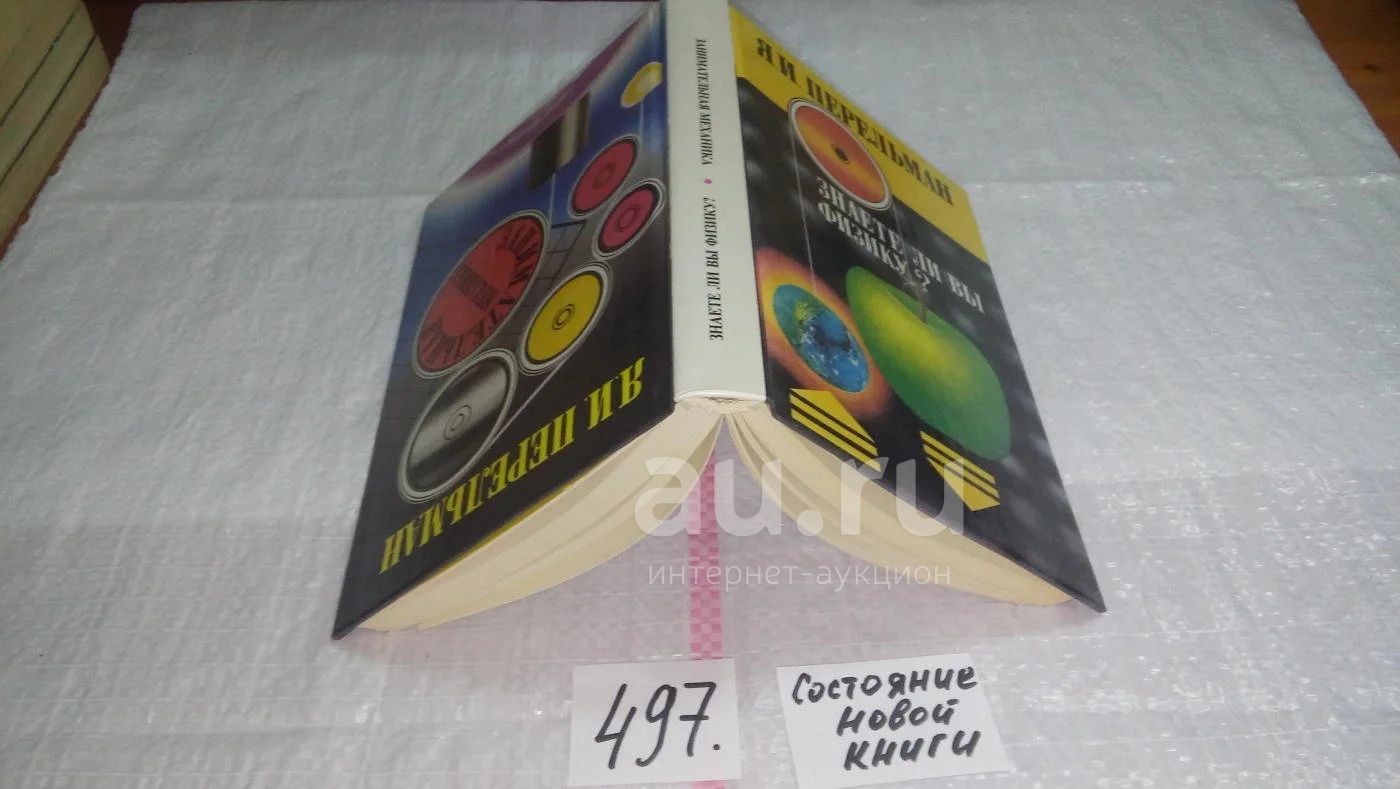 Я И ПЕРЕЛЬМАН
ЗНАЕТЕ ЛИ ВЫ
ФИЗИКУ?
ЗНАЕТЕ ЛИ ВЫ ФИЗИКУ? • ЗАНИМАТЕЛЬНАЯ МЕХАНИКА
Я. И. ПЕРЕЛЬМАН
au.ru
интернет-аукцион
497.
Состояние
новой
книги